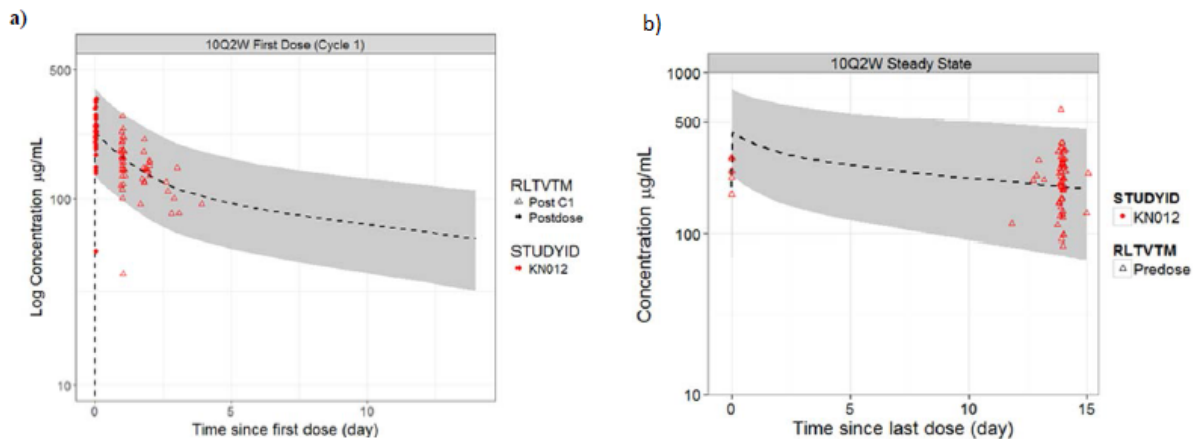 a)
b)
10Q2W First Dose (Cycle 1)
500
100
10
Log Concentration µg/mL
0
5
10
Time since first dose (day)
RLTVTM
Post C1
Postdose
STUDYID
KN012
10Q2W Steady State
1000
500
100
10
Concentration µg/mL
0
5
10
15
Time since last dose (day)
STUDYID
KN012
RLTVTM
Predose